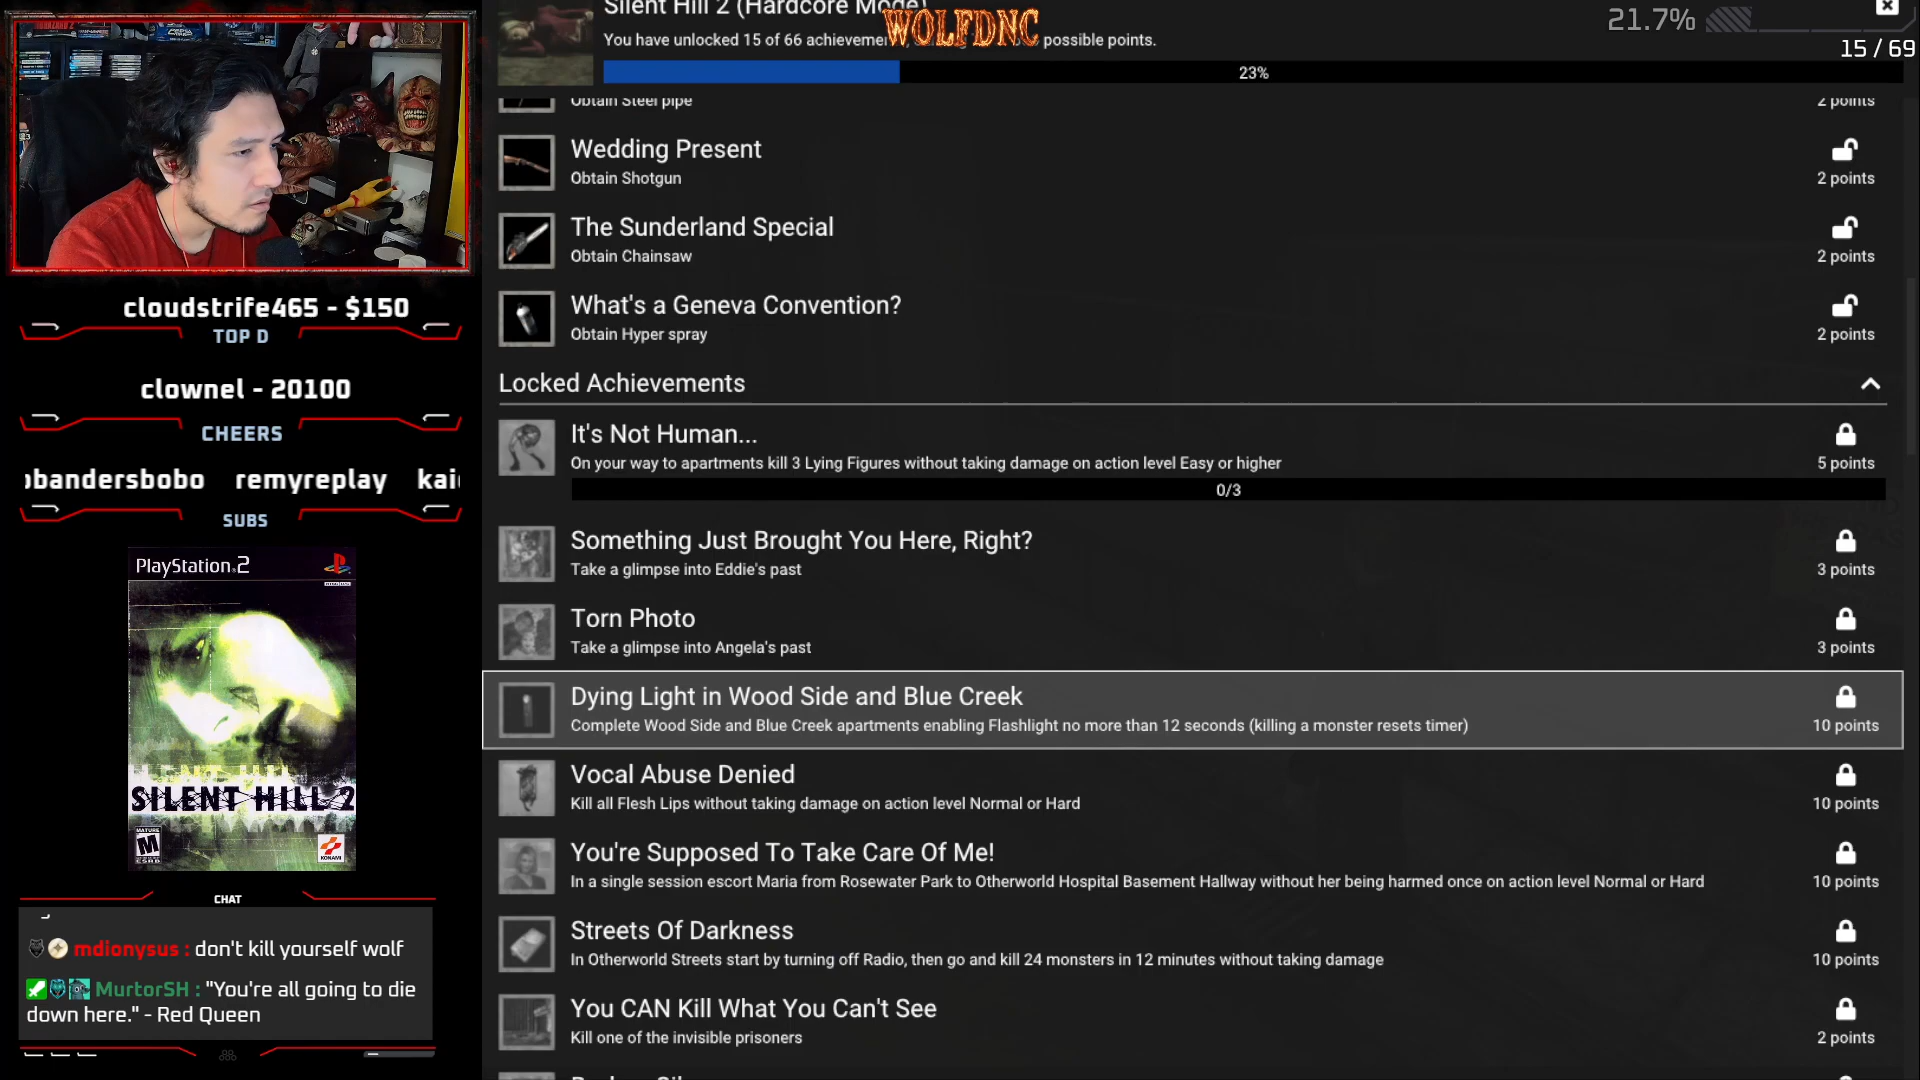 Silent Hill 2 (Hardcore Mode)
WOLFDNC
You have unlocked 15 of 66 achievemen
possible points.
23%
21.7%
15 / 69
Obtain Steel pipe
2 points
Wedding Present
Obtain Shotgun
2 points
The Sunderland Special
Obtain Chainsaw
2 points
What's a Geneva Convention?
Obtain Hyper spray
2 points
Locked Achievements
It's Not Human...
On your way to apartments kill 3 Lying Figures without taking damage on action level Easy or higher
5 points
0/3
Something Just Brought You Here, Right?
Take a glimpse into Eddie's past
3 points
Torn Photo
Take a glimpse into Angela's past
3 points
Dying Light in Wood Side and Blue Creek
Complete Wood Side and Blue Creek apartments enabling Flashlight no more than 12 seconds (killing a monster resets timer)
10 points
Vocal Abuse Denied
Kill all Flesh Lips without taking damage on action level Normal or Hard
10 points
You're Supposed To Take Care Of Me!
In a single session escort Maria from Rosewater Park to Otherworld Hospital Basement Hallway without her being harmed once on action level Normal or Hard
10 points
Streets Of Darkness
In Otherworld Streets start by turning off Radio, then go and kill 24 monsters in 12 minutes without taking damage
10 points
You CAN Kill What You Can't See
Kill one of the invisible prisoners
2 points
cloudstrife465 - $150
TOP D
clownel - 20100
CHEERS
obandersbobo remyreplay kai
SUBS
PlayStation 2
SILENT HILL 2
MATURE
M
ESRB
KONAMI
CHAT
mdionysus : don't kill yourself wolf
MurtorSH : "You're all going to die
down here." - Red Queen